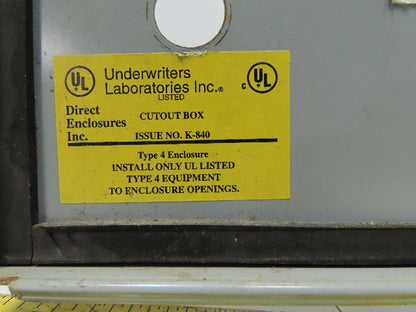 UL Underwriters
Laboratories Inc.® c UL
LISTED
Direct
Enclosures CUTOUT BOX
Inc. ISSUE NO. K-840
Type 4 Enclosure
INSTALL ONLY UL LISTED
TYPE 4 EQUIPMENT
TO ENCLOSURE OPENINGS.